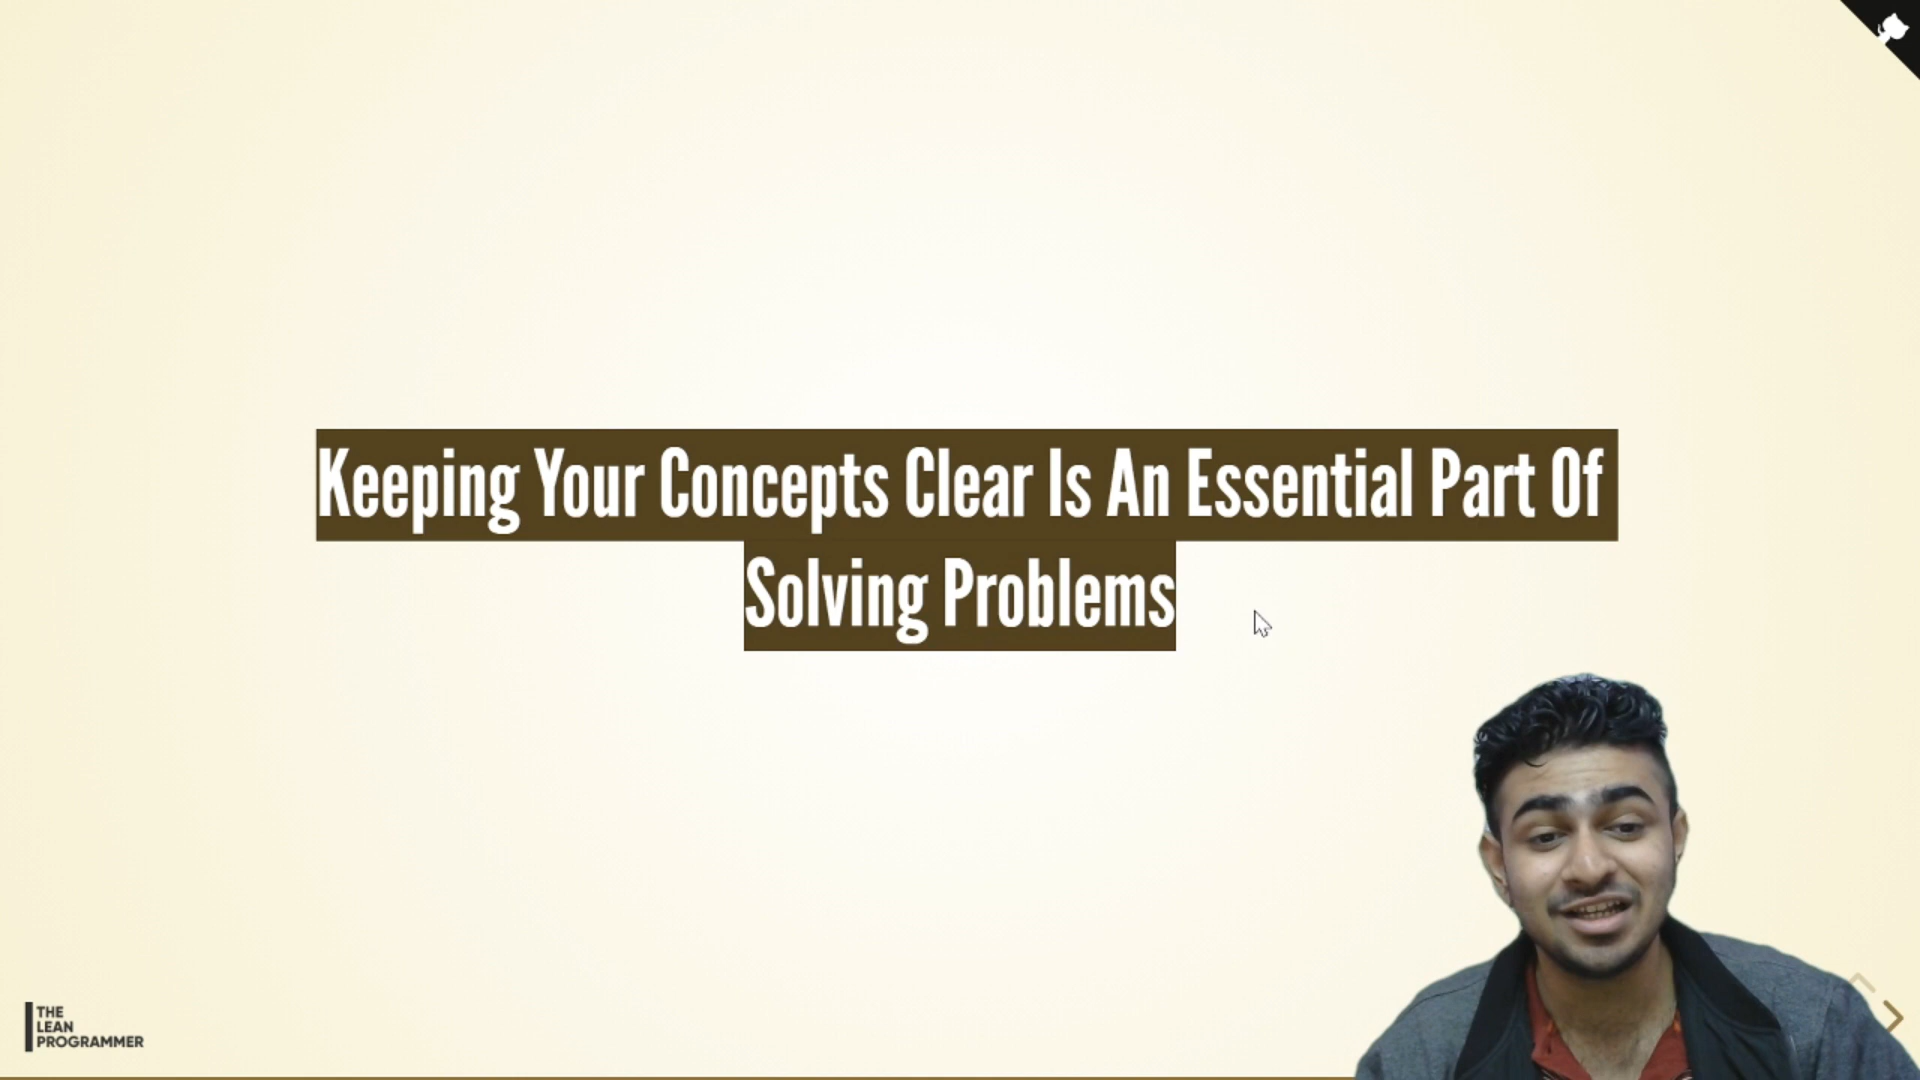 Keeping Your Concepts Clear Is An Essential Part Of
Solving Problems
THE
LEAN
PROGRAMMER